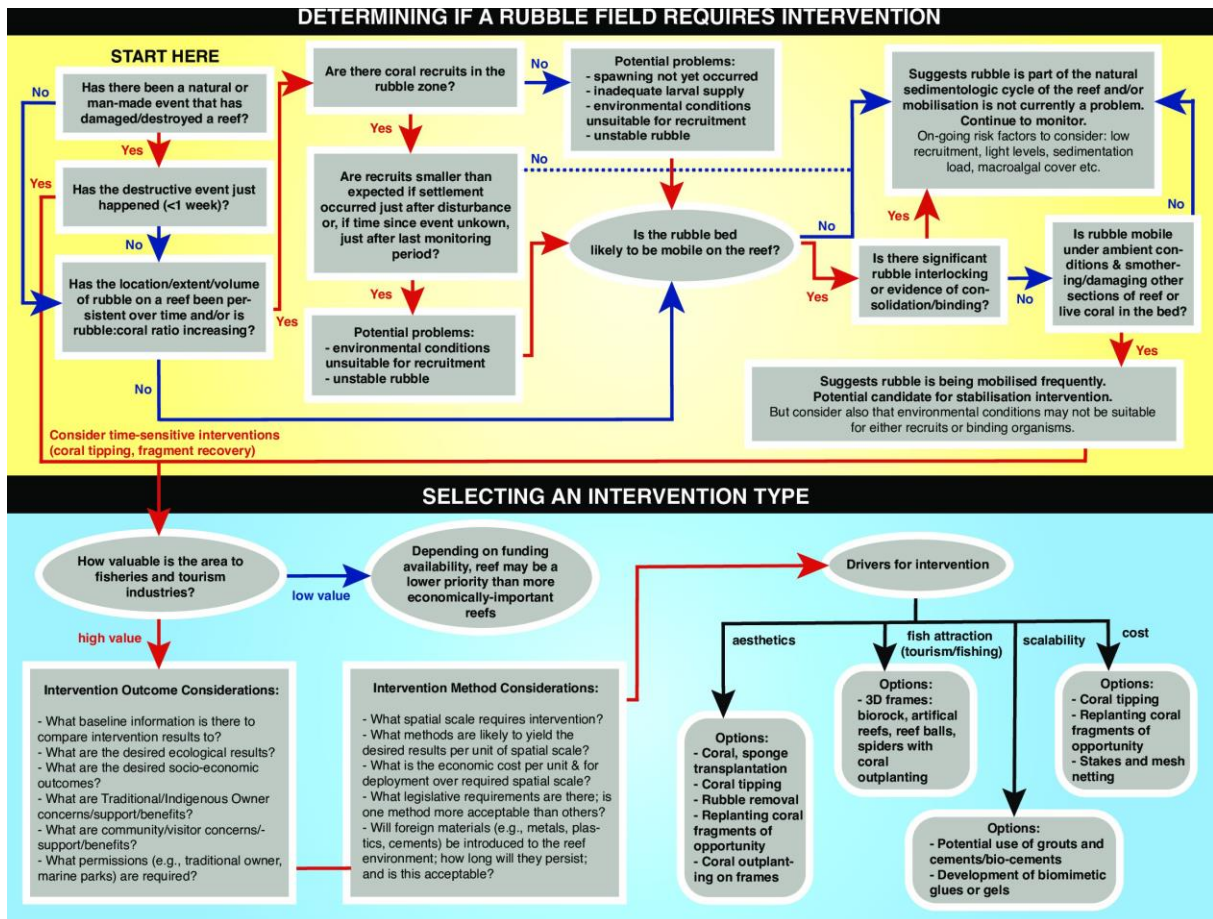 DETERMINING IF A RUBBLE FIELD REQUIRES INTERVENTION
START HERE
Has there been a natural or
man-made event that has
damaged/destroyed a reef?
No
Yes
Yes
Has the destructive event just
happened (<1 week)?
No
Has the location/extent/volume
of rubble on a reef been per-
sistent over time and/or is
rubble:coral ratio increasing?
Yes
No
Consider time-sensitive interventions
(coral tipping, fragment recovery)
Are there coral recruits in the
rubble zone?
No
Yes
Are recruits smaller than
expected if settlement
occurred just after disturbance
or, if time since event unkown,
just after last monitoring
period?
No
Yes
Potential problems:
- environmental conditions
unsuitable for recruitment
- unstable rubble
Potential problems:
- spawning not yet occurred
- inadequate larval supply
- environmental conditions
unsuitable for recruitment
- unstable rubble
Is the rubble bed
likely to be mobile on the reef?
No
Yes
Suggests rubble is part of the natural
sedimentologic cycle of the reef and/or
mobilisation is not currently a problem.
Continue to monitor.
On-going risk factors to consider: low
recruitment, light levels, sedimentation
load, macroalgal cover etc.
Yes
No
Is there significant
rubble interlocking
or evidence of con-
solidation/binding?
No
Is rubble mobile
under ambient con-
ditions & smother-
ing/damaging other
sections of reef or
live coral in the bed?
Yes
Suggests rubble is being mobilised frequently.
Potential candidate for stabilisation intervention.
But consider also that environmental conditions may not be suitable
for either recruits or binding organisms.
SELECTING AN INTERVENTION TYPE
How valuable is the area to
fisheries and tourism
industries?
low value
high value
Depending on funding
availability, reef may be a
lower priority than more
economically-important
reefs
Intervention Outcome Considerations:
- What baseline information is there to
compare intervention results to?
- What are the desired ecological results?
- What are the desired socio-economic
outcomes?
- What are Traditional/Indigenous Owner
concerns/support/benefits?
- What are community/visitor concerns/-
support/benefits?
- What permissions (e.g., traditional owner,
marine parks) are required?
Intervention Method Considerations:
- What spatial scale requires intervention?
- What methods are likely to yield the
desired results per unit of spatial scale?
- What is the economic cost per unit & for
deployment over required spatial scale?
- What legislative requirements are there; is
one method more acceptable than others?
- Will foreign materials (e.g., metals, plas-
tics, cements) be introduced to the reef
environment; how long will they persist;
and is this acceptable?
Drivers for intervention
aesthetics
fish attraction
(tourism/fishing)
scalability
cost
Options:
- Coral, sponge
transplantation
- Coral tipping
- Rubble removal
- Replanting coral
fragments of
opportunity
- Coral outplant-
ing on frames
Options:
- 3D frames:
biorock, artifical
reefs, reef balls,
spiders with
coral
outplanting
Options:
- Potential use of grouts and
cements/bio-cements
- Development of biomimetic
glues or gels
Options:
- Coral tipping
- Replanting coral
fragments of
opportunity
- Stakes and mesh
netting